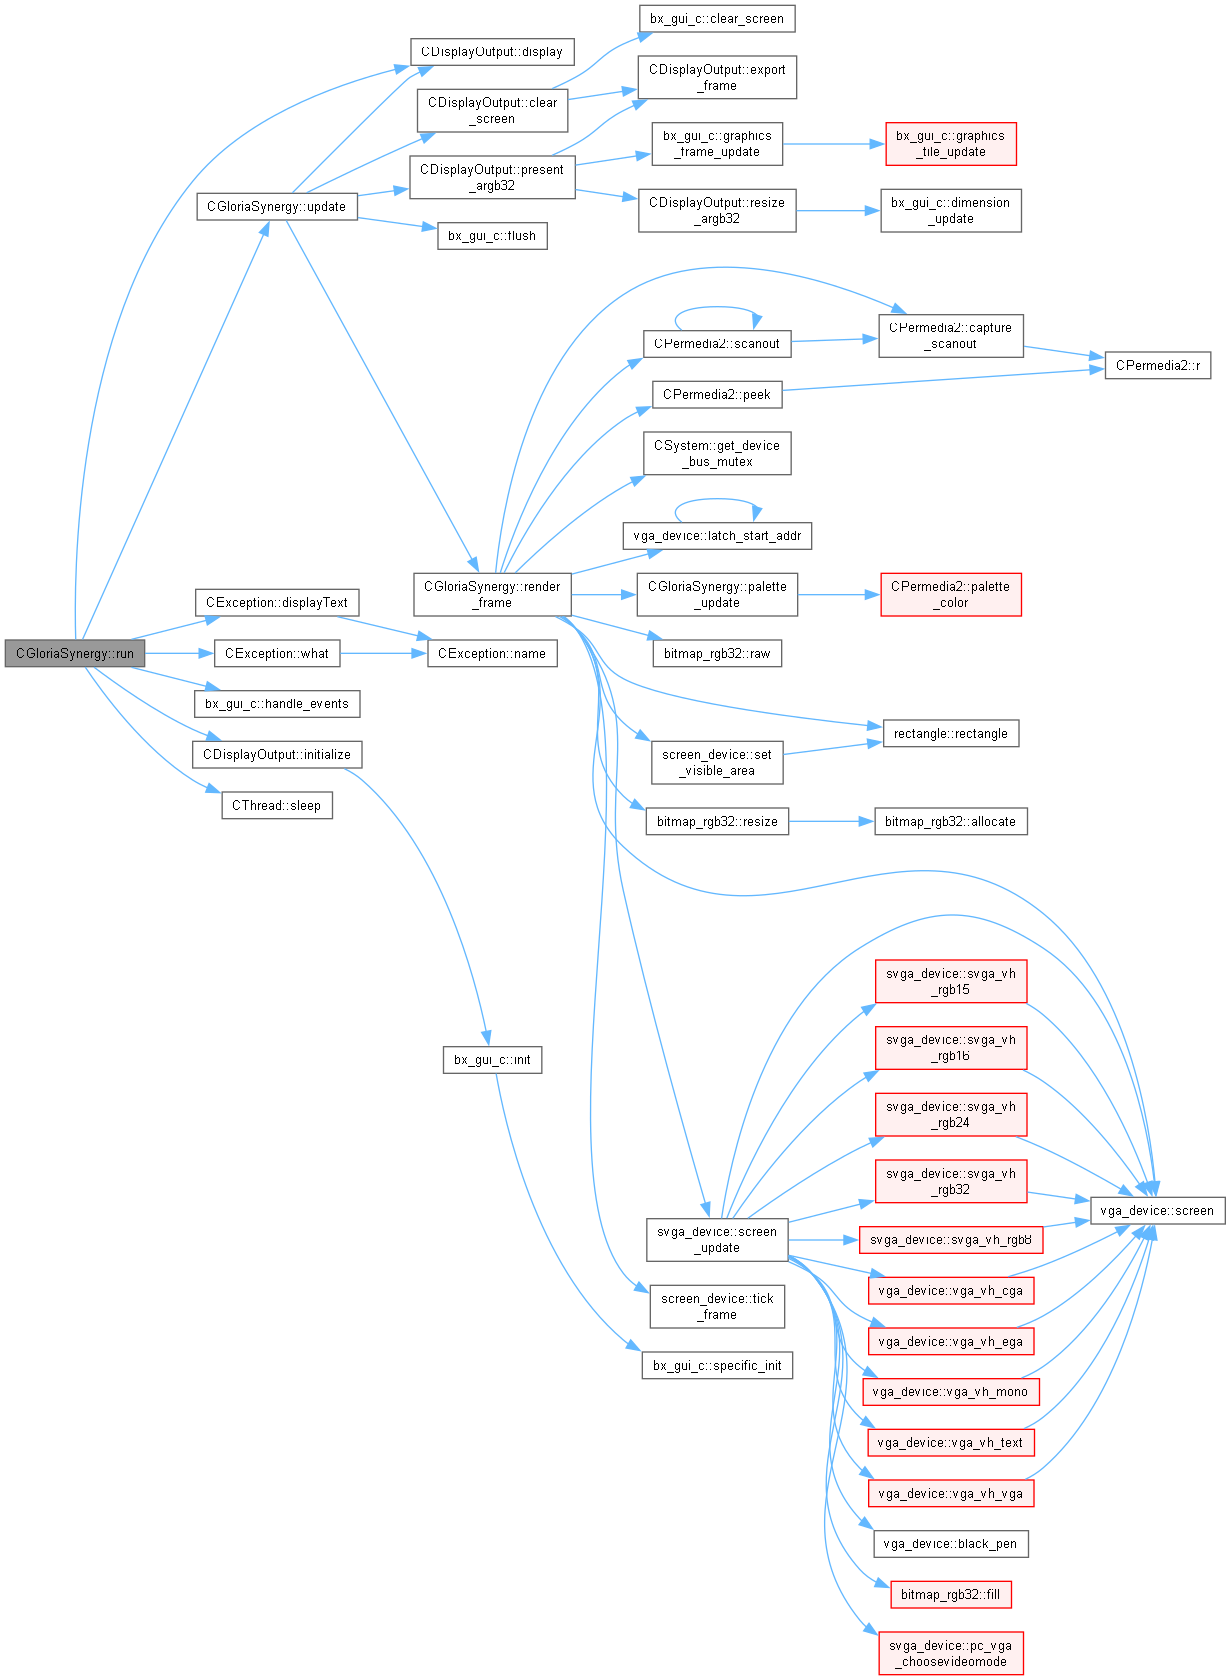 bx_gui_c::clear_screen
CDisplayOutput::display
CDisplayOutput::export
_frame
CDisplayOutput::clear
_screen
bx_gui_c::graphics
_frame_update
bx_gui_c::graphics
_tile_update
CDisplayOutput::present
_argb32
CGloriaSynergy::update
CDisplayOutput::resize
_argb32
bx_gui_c::dimension
_update
bx_gui_c::flush
CPermedia2::capture
_scanout
CPermedia2::scanout
CPermedia2::r
CPermedia2::peek
CSystem::get_device
_bus_mutex
vga_device::latch_start_addr
CGloriaSynergy::render
_frame
CGloriaSynergy::palette
_update
CPermedia2::palette
_color
CException::displayText
CGloriaSynergy::run
CException::what
CException::name
bitmap_rgb32::raw
bx_gui_c::handle_events
rectangle::rectangle
CDisplayOutput::initialize
screen_device::set
_visible_area
CThread::sleep
bitmap_rgb32::resize
bitmap_rgb32::allocate
svga_device::svga_vh
_rgb15
svga_device::svga_vh
_rgb16
bx_gui_c::init
svga_device::svga_vh
_rgb24
svga_device::svga_vh
_rgb32
vga_device::screen
svga_device::screen
_update
svga_device::svga_vh_rgb8
vga_device::vga_vh_cga
screen_device::tick
_frame
vga_device::vga_vh_ega
bx_gui_c::specific_init
vga_device::vga_vh_mono
vga_device::vga_vh_text
vga_device::vga_vh_vga
vga_device::black_pen
bitmap_rgb32::fill
svga_device::pc_vga
_choosevideomode